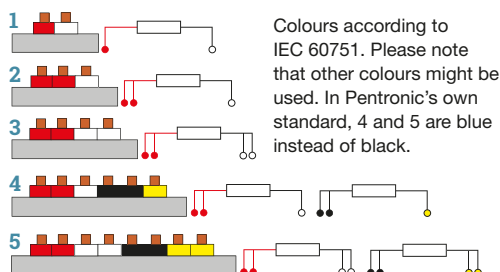 1
Colours according to
IEC 60751. Please note
that other colours might be
used. In Pentronic’s own
standard, 4 and 5 are blue
instead of black.
2
3
4
5